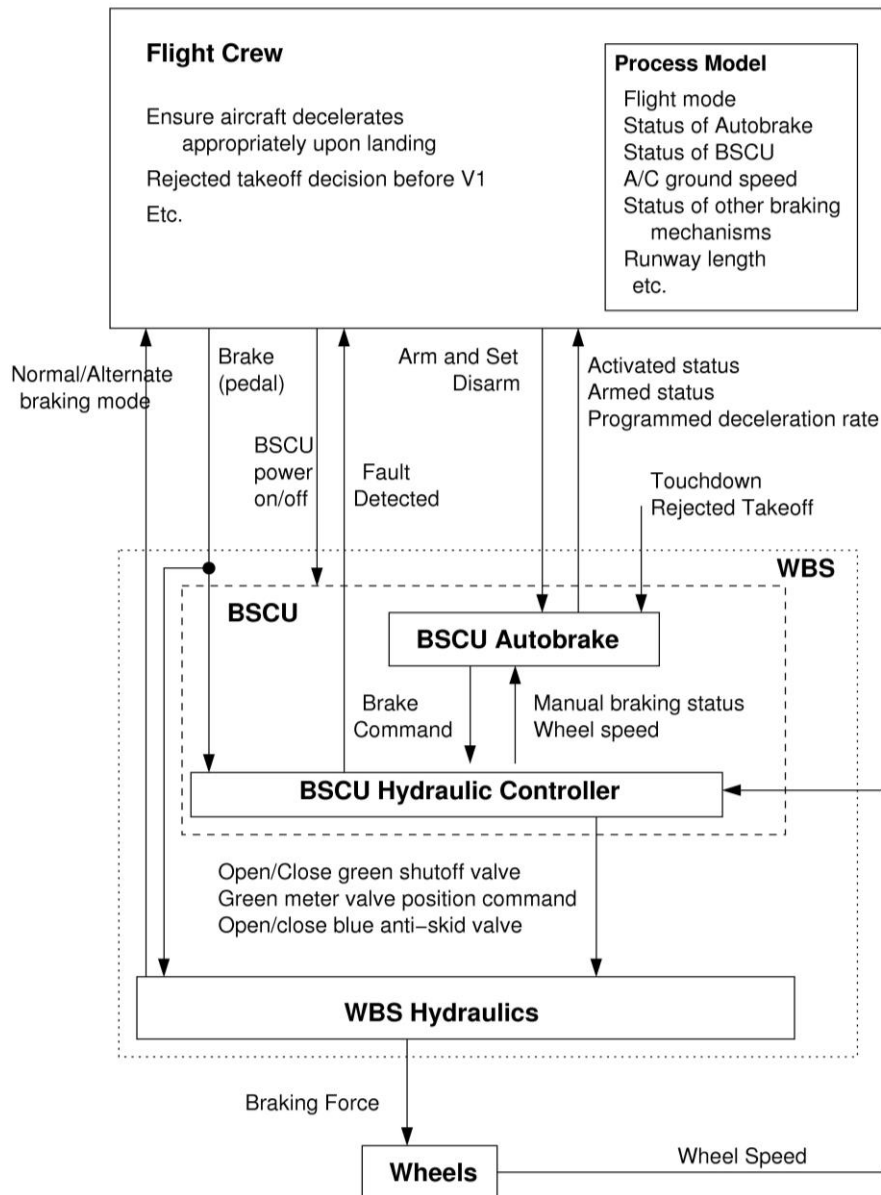 Flight Crew
Ensure aircraft decelerates
appropriately upon landing
Rejected takeoff decision before V1
Etc.
Process Model
Flight mode
Status of Autobrake
Status of BSCU
A/C ground speed
Status of other braking
mechanisms
Runway length
etc.
Normal/Alternate
braking mode
Brake
(pedal)
BSCU
power
on/off
Fault
Detected
Arm and Set
Disarm
Activated status
Armed status
Programmed deceleration rate
Touchdown
Rejected Takeoff
WBS
BSCU
BSCU Autobrake
Brake
Command
Manual braking status
Wheel speed
BSCU Hydraulic Controller
Open/Close green shutoff valve
Green meter valve position command
Open/close blue anti−skid valve
WBS Hydraulics
Braking Force
Wheels
Wheel Speed